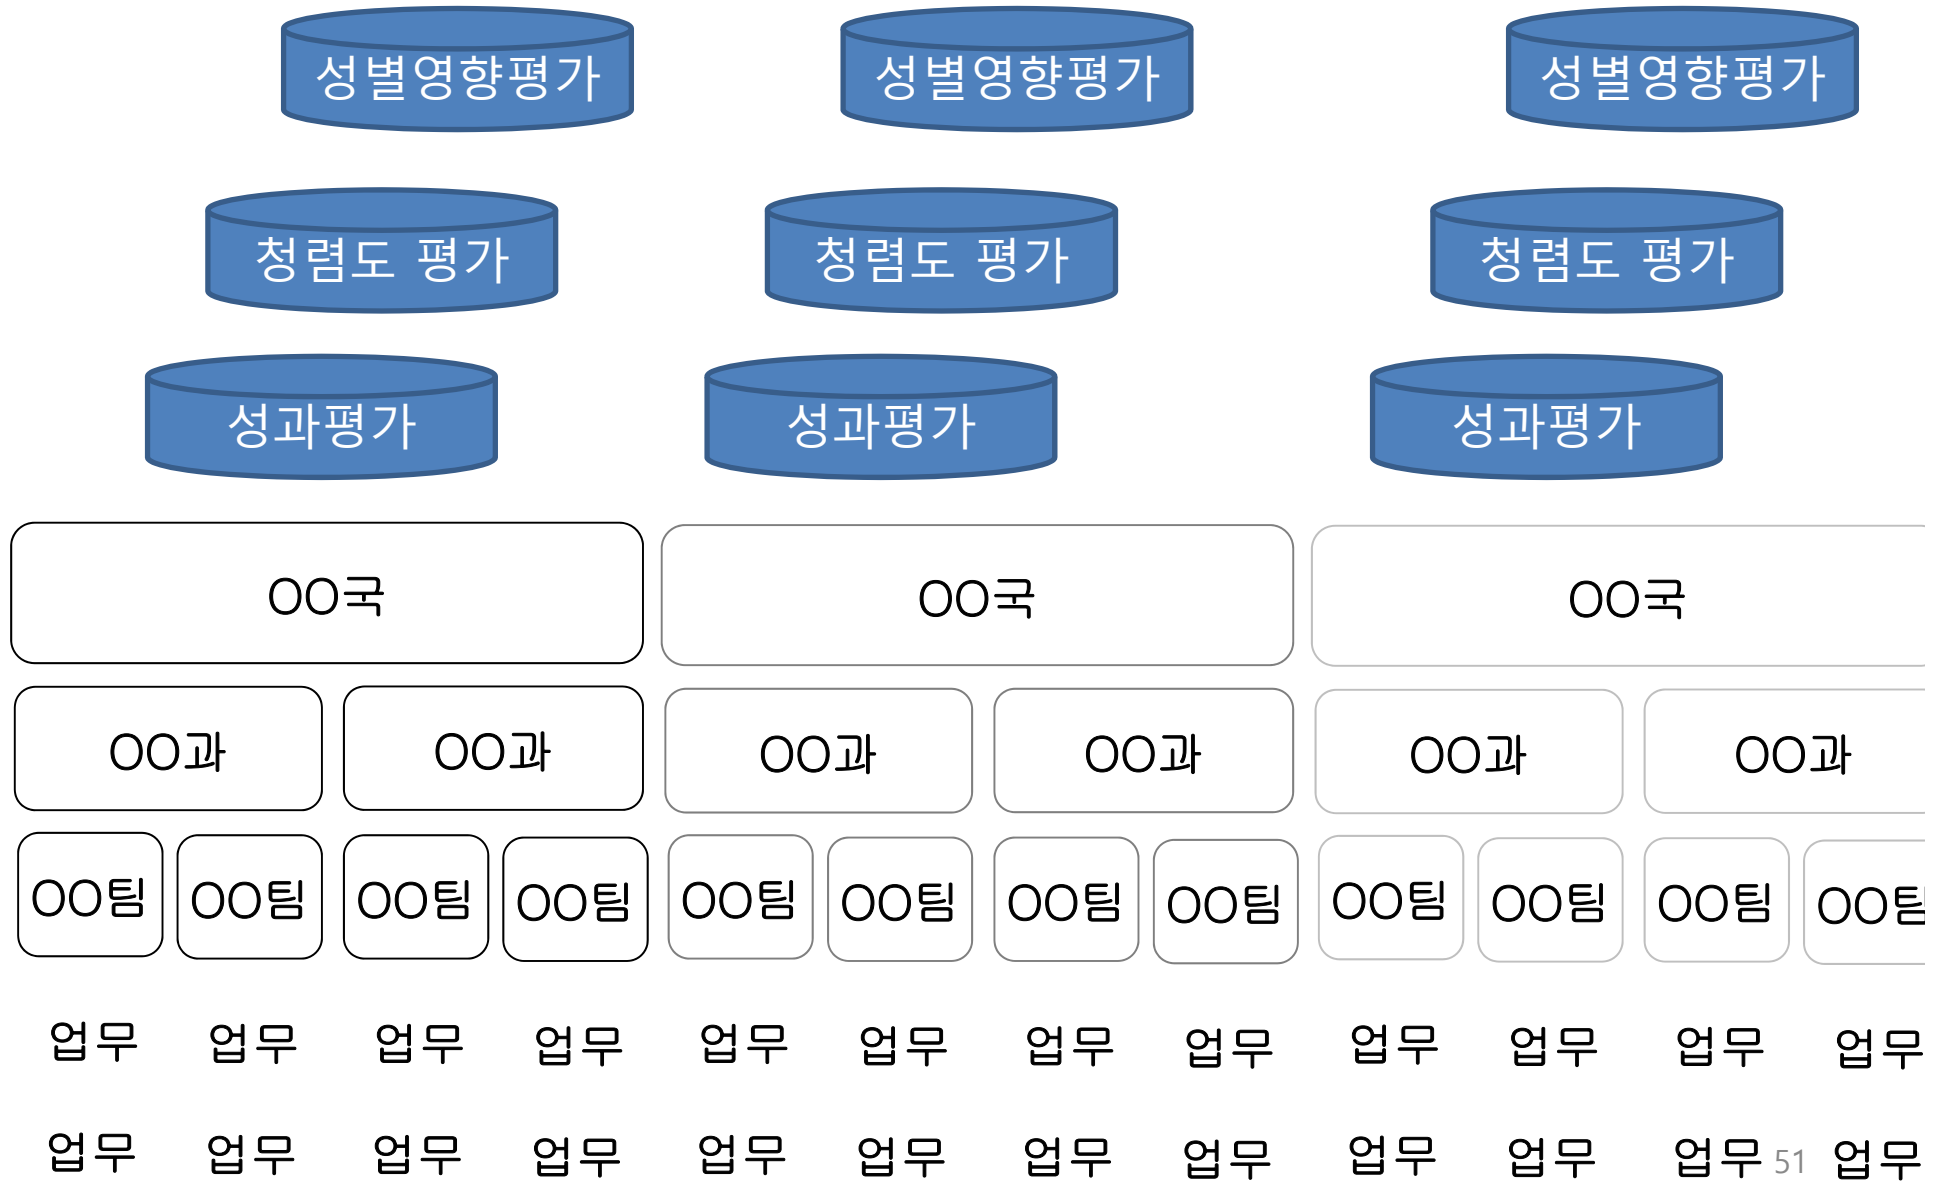 성별영향평가 성별영향평가 성별영향평가
청렴도 평가 청렴도 평가 청렴도 평가
성과평가 성과평가 성과평가
OO국 OO국 OO국
OO과 OO과 OO과 OO과 OO과 OO과
OO팀 OO팀 OO팀 OO팀 OO팀 OO팀 OO팀 OO팀 OO팀 OO팀 OO팀 OO팀
업무 업무 업무 업무 업무 업무 업무 업무 업무 업무 업무 업무
업무 업무 업무 업무 업무 업무 업무 업무 업무 업무 업무 51 업무